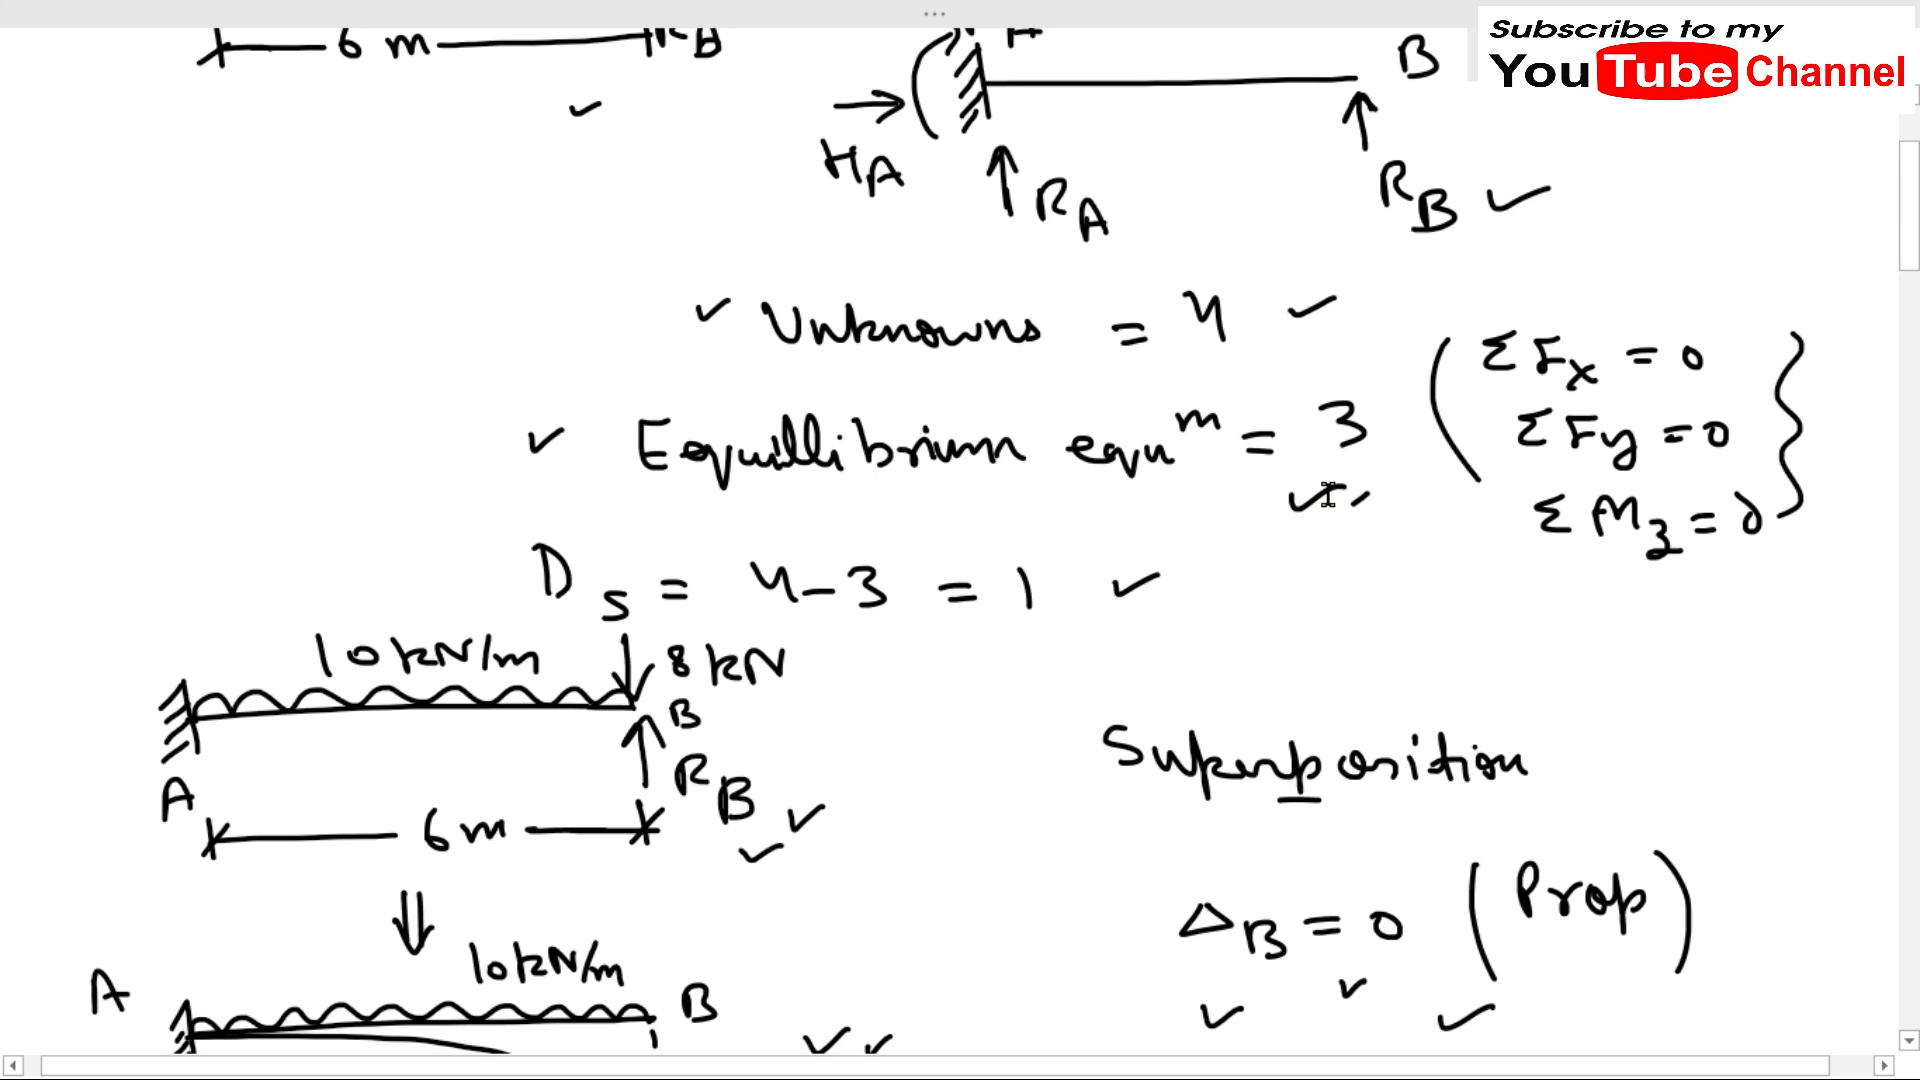 Subscribe to my
YouTube Channel
6 m
RB
B
HA
RA
RB
Unknowns = 4
Equillibrium equⁿ = 3
ΣFx = 0
ΣFy = 0
ΣMz = 0
Ds = 4 - 3 = 1
10 kN/m
8 kN
B
RB
A
6 m
Superposition
ΔB = 0 (Prop)
10 kN/m
A
B